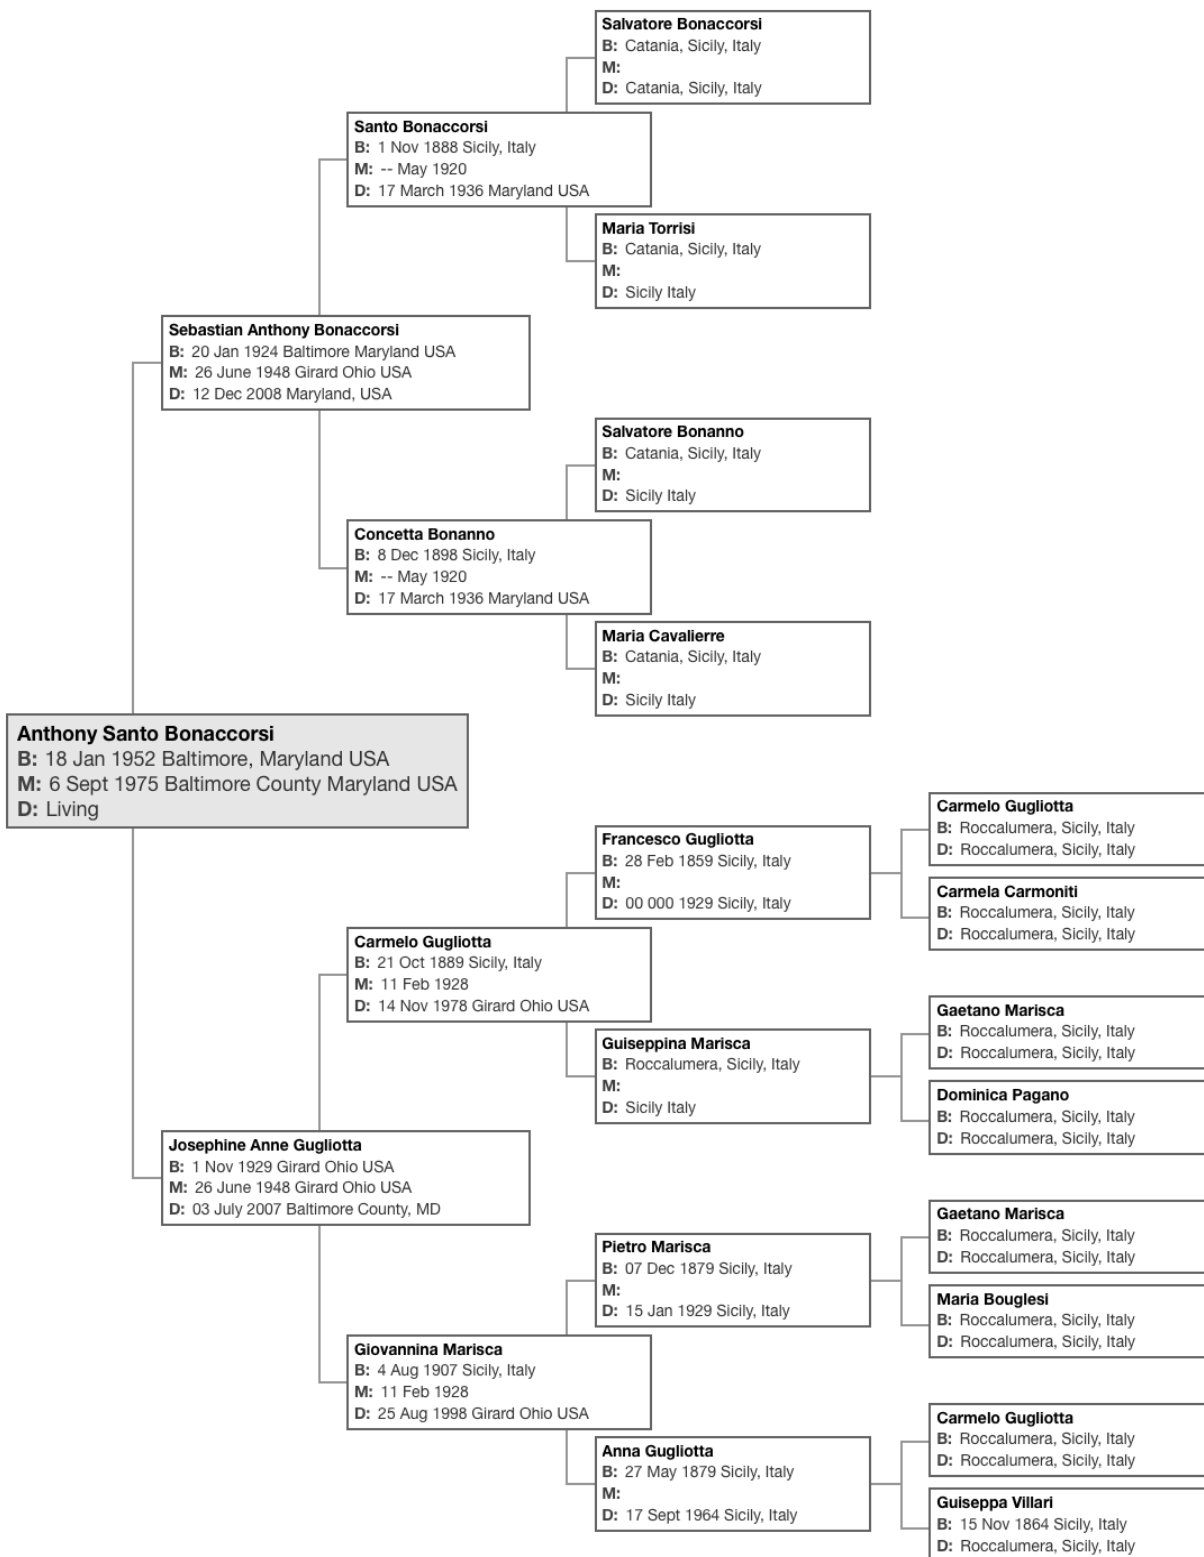 Salvatore Bonaccorsi
B: Catania, Sicily, Italy
M:
D: Catania, Sicily, Italy
Santo Bonaccorsi
B: 1 Nov 1888 Sicily, Italy
M: -- May 1920
D: 17 March 1936 Maryland USA
Maria Torrisi
B: Catania, Sicily, Italy
M:
D: Sicily Italy
Sebastian Anthony Bonaccorsi
B: 20 Jan 1924 Baltimore Maryland USA
M: 26 June 1948 Girard Ohio USA
D: 12 Dec 2008 Maryland, USA
Salvatore Bonanno
B: Catania, Sicily, Italy
M:
D: Sicily Italy
Concetta Bonanno
B: 8 Dec 1898 Sicily, Italy
M: -- May 1920
D: 17 March 1936 Maryland USA
Maria Cavalierre
B: Catania, Sicily, Italy
M:
D: Sicily Italy
Anthony Santo Bonaccorsi
B: 18 Jan 1952 Baltimore, Maryland USA
M: 6 Sept 1975 Baltimore County Maryland USA
D: Living
Carmelo Gugliotta
B: Roccalumera, Sicily, Italy
D: Roccalumera, Sicily, Italy
Francesco Gugliotta
B: 28 Feb 1859 Sicily, Italy
M:
D: 00 000 1929 Sicily, Italy
Carmela Carmoniti
B: Roccalumera, Sicily, Italy
D: Roccalumera, Sicily, Italy
Carmelo Gugliotta
B: 21 Oct 1889 Sicily, Italy
M: 11 Feb 1928
D: 14 Nov 1978 Girard Ohio USA
Gaetano Marisca
B: Roccalumera, Sicily, Italy
D: Roccalumera, Sicily, Italy
Guiseppina Marisca
B: Roccalumera, Sicily, Italy
M:
D: Sicily Italy
Dominica Pagano
B: Roccalumera, Sicily, Italy
D: Roccalumera, Sicily, Italy
Josephine Anne Gugliotta
B: 1 Nov 1929 Girard Ohio USA
M: 26 June 1948 Girard Ohio USA
D: 03 July 2007 Baltimore County, MD
Gaetano Marisca
B: Roccalumera, Sicily, Italy
D: Roccalumera, Sicily, Italy
Pietro Marisca
B: 07 Dec 1879 Sicily, Italy
M:
D: 15 Jan 1929 Sicily, Italy
Maria Bouglesi
B: Roccalumera, Sicily, Italy
D: Roccalumera, Sicily, Italy
Giovannina Marisca
B: 4 Aug 1907 Sicily, Italy
M: 11 Feb 1928
D: 25 Aug 1998 Girard Ohio USA
Carmelo Gugliotta
B: Roccalumera, Sicily, Italy
D: Roccalumera, Sicily, Italy
Anna Gugliotta
B: 27 May 1879 Sicily, Italy
M:
D: 17 Sept 1964 Sicily, Italy
Guiseppa Villari
B: 15 Nov 1864 Sicily, Italy
D: Roccalumera, Sicily, Italy